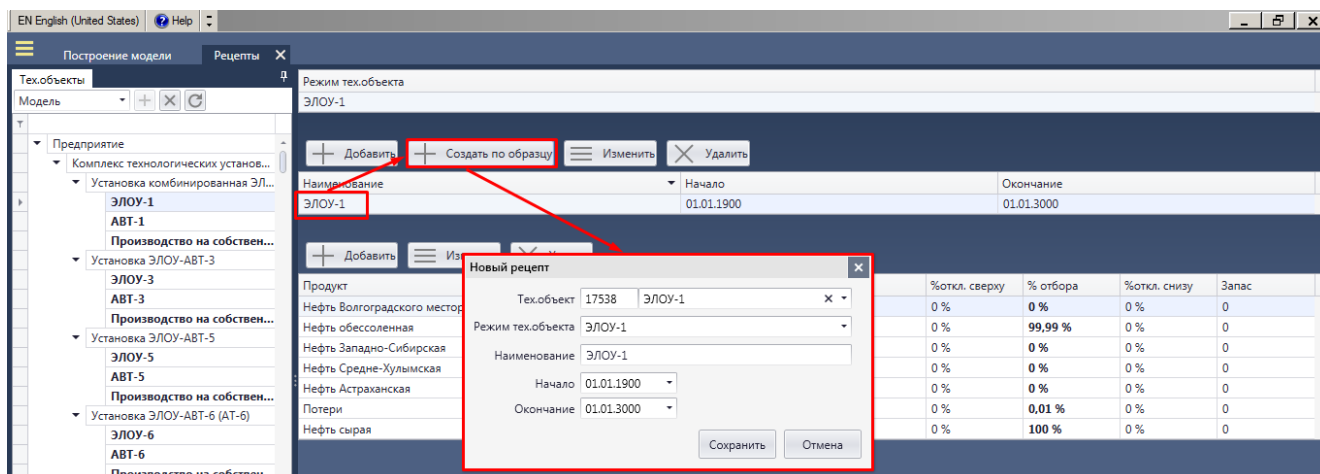 EN English (United States) Help
Построение модели Рецепты
Тех.объекты
Модель
Предприятие
Комплекс технологических установ...
Установка комбинированная ЭЛ...
ЭЛОУ-1
АВТ-1
Производство на собствен...
Установка ЭЛОУ-АВТ-3
ЭЛОУ-3
АВТ-3
Производство на собствен...
Установка ЭЛОУ-АВТ-5
ЭЛОУ-5
АВТ-5
Производство на собствен...
Установка ЭЛОУ-АВТ-6 (АТ-6)
ЭЛОУ-6
АВТ-6
Производство на собствен...
Режим тех.объекта
ЭЛОУ-1
Добавить Создать по образцу Изменить Удалить
Наименование Начало Окончание
ЭЛОУ-1 01.01.1900 01.01.3000
Добавить
Продукт %откл. сверху % отбора %откл. снизу Запас
Нефть Волгоградского местор 0 % 0 % 0 % 0
Нефть обессоленная 0 % 99,99 % 0 % 0
Нефть Западно-Сибирская 0 % 0 % 0 % 0
Нефть Средне-Хулымская 0 % 0 % 0 % 0
Нефть Астраханская 0 % 0 % 0 % 0
Потери 0 % 0,01 % 0 % 0
Нефть сырая 0 % 100 % 0 % 0
Новый рецепт
Тех.объект 17538 ЭЛОУ-1
Режим тех.объекта ЭЛОУ-1
Наименование ЭЛОУ-1
Начало 01.01.1900
Окончание 01.01.3000
Сохранить Отмена